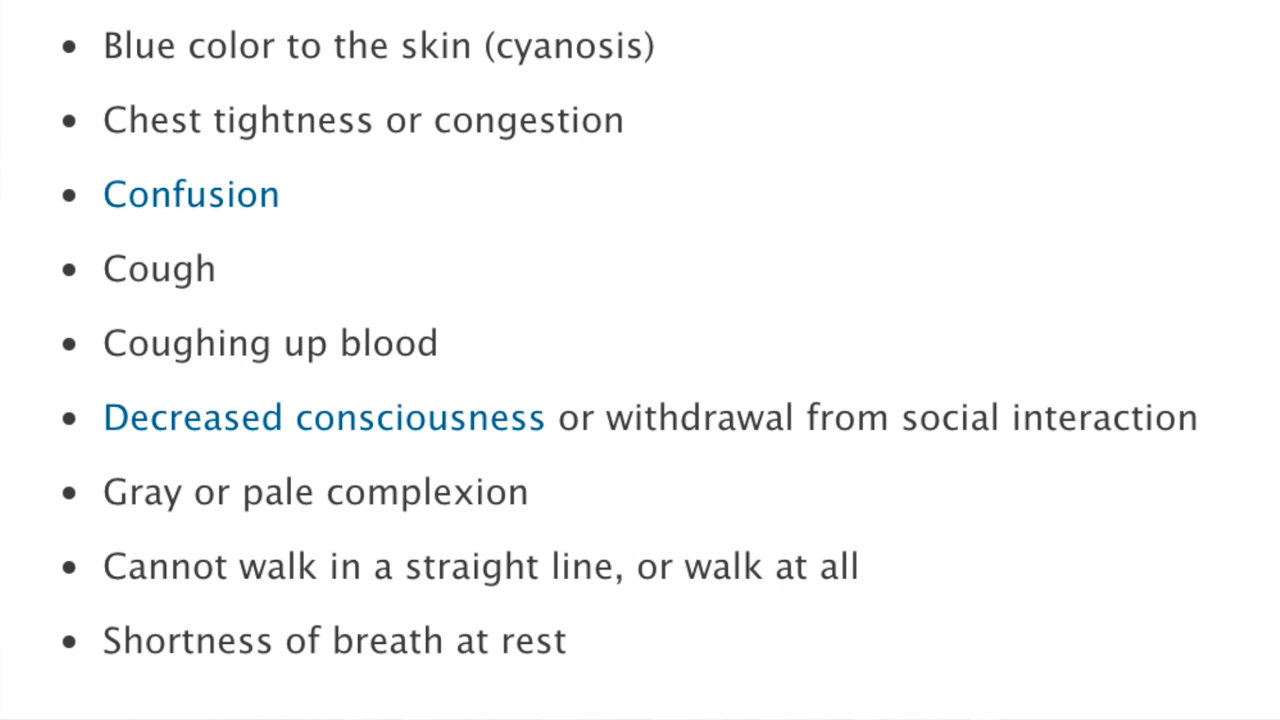 • Blue color to the skin (cyanosis)
• Chest tightness or congestion
• Confusion
• Cough
• Coughing up blood
• Decreased consciousness or withdrawal from social interaction
• Gray or pale complexion
• Cannot walk in a straight line, or walk at all
• Shortness of breath at rest